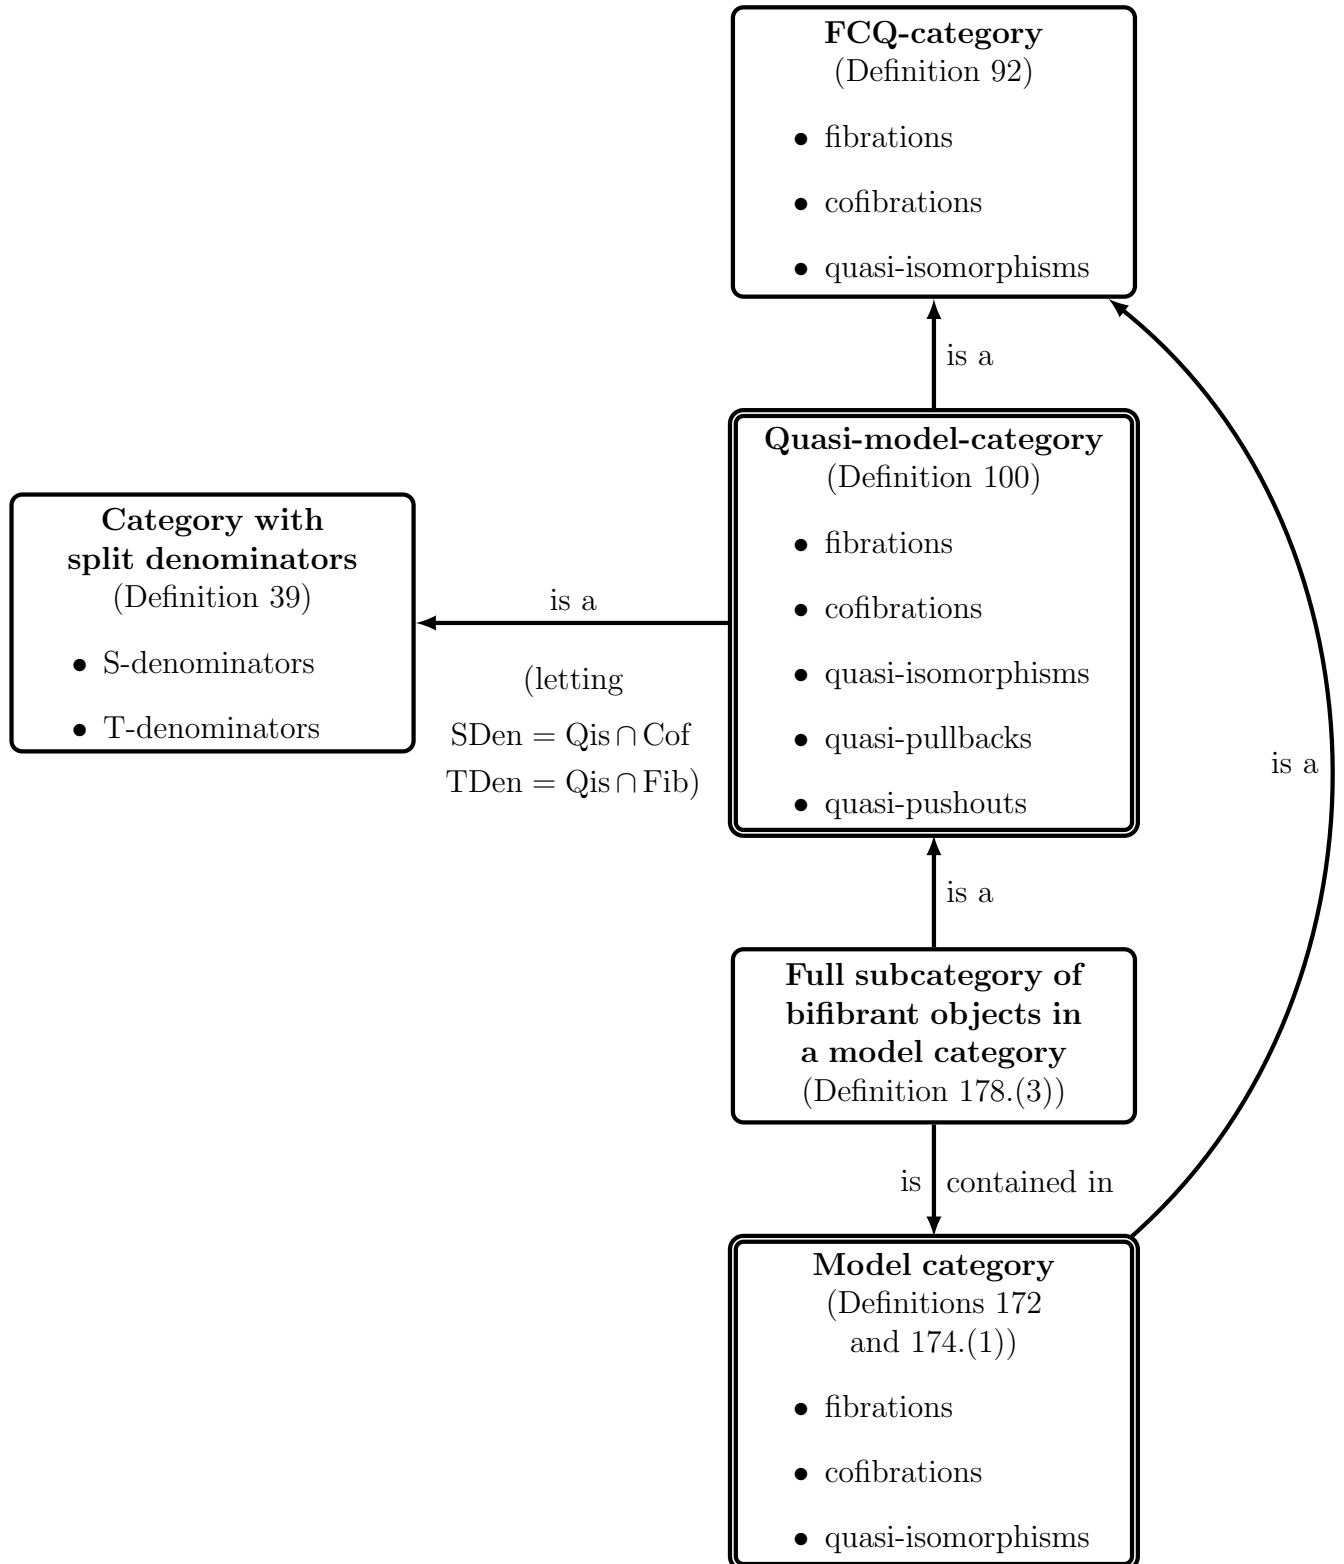 FCQ-category
(Definition 92)
• fibrations
• cofibrations
• quasi-isomorphisms
is a
Quasi-model-category
(Definition 100)
• fibrations
• cofibrations
• quasi-isomorphisms
• quasi-pullbacks
• quasi-pushouts
Category with
split denominators
(Definition 39)
• S-denominators
• T-denominators
is a
(letting
SDen = Qis ∩ Cof
TDen = Qis ∩ Fib)
is a
is a
Full subcategory of
bifibrant objects in
a model category
(Definition 178.(3))
is contained in
Model category
(Definitions 172
and 174.(1))
• fibrations
• cofibrations
• quasi-isomorphisms